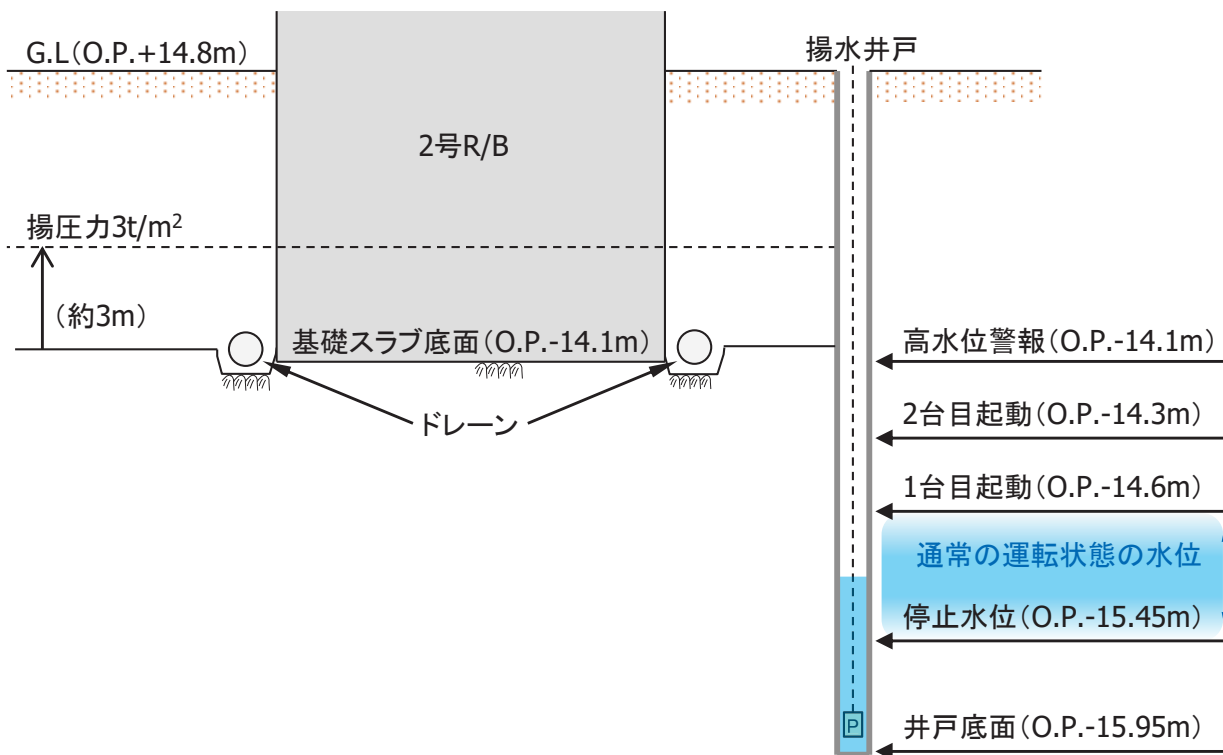 G.L(O.P.+14.8m)
揚水井戸
2号R/B
揚圧力3t/m²
(約3m)
基礎スラブ底面(O.P.-14.1m)
高水位警報(O.P.-14.1m)
2台目起動(O.P.-14.3m)
ドレーン
1台目起動(O.P.-14.6m)
通常の運転状態の水位
停止水位(O.P.-15.45m)
P
井戸底面(O.P.-15.95m)